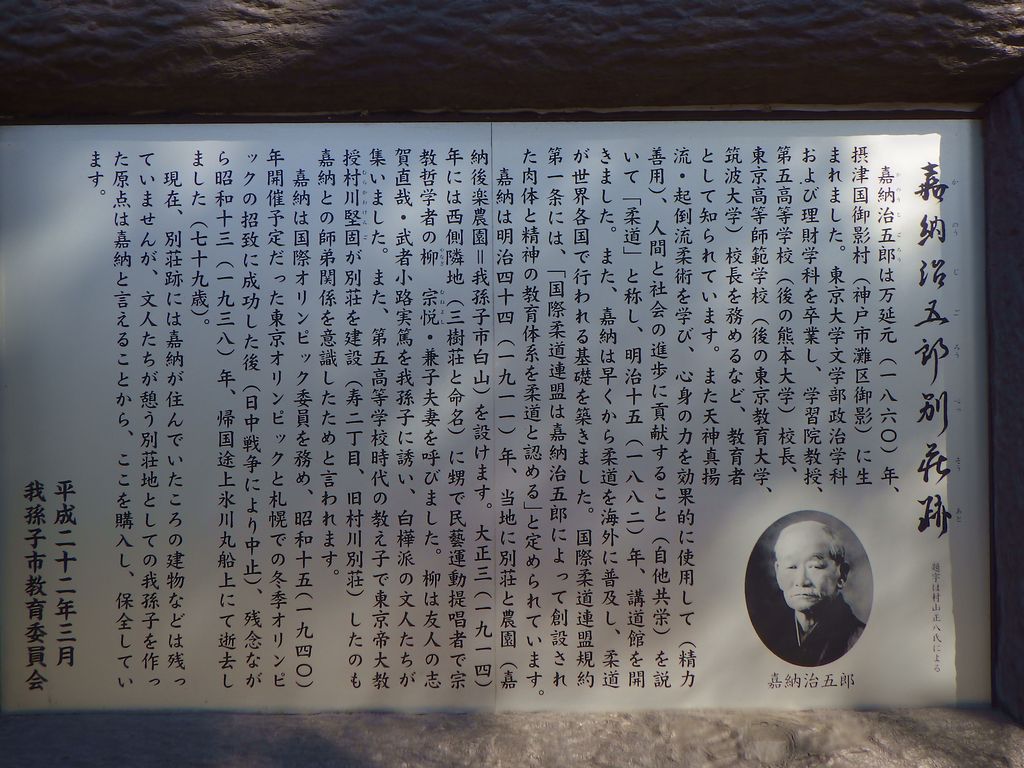 嘉納治五郎別荘跡
題字は村山正八氏による
嘉納治五郎は万延元（一八六〇）年、
摂津国御影村（神戸市灘区御影）に生
まれました。東京大学文学部政治学科
および理財学科を卒業し、学習院教授、
第五高等学校（後の熊本大学）校長、
東京高等師範学校（後の東京教育大学、
筑波大学）校長を務めるなど、教育者
として知られています。また天神真揚
流・起倒流柔術を学び、心身の力を効果的に使用して（精力
善用）、人間と社会の進歩に貢献すること（自他共栄）を説
いて、「柔道」と称し、明治十五（一八八二）年、講道館を開
きました。また、嘉納は早くから柔道を海外に普及し、柔道
が世界各国で行われる基礎を築きました。国際柔道連盟規約
第一条には、「国際柔道連盟は嘉納治五郎によって創設され
た肉体と精神の教育体系を柔道と認める」と定められています。
嘉納は明治四十四（一九一一）年、当地に別荘と農園（嘉
納後楽農園＝我孫子市白山）を設けます。大正三（一九一四）
年には西側隣地（三樹荘と命名）に甥で民藝運動提唱者で宗
教哲学者の柳　宗悦・兼子夫妻を呼びました。柳は友人の志
賀直哉・武者小路実篤を我孫子に誘い、白樺派の文人たちが
集いました。また、第五高等学校時代の教え子で東京帝大教
授村川堅固が別荘を建設（寿二丁目、旧村川別荘）したのも
嘉納との師弟関係を意識したためと言われます。
嘉納は国際オリンピック委員を務め、昭和十五（一九四〇）
年開催予定だった東京オリンピックと札幌での冬季オリンピ
ックの招致に成功した後（日中戦争により中止）、残念なが
ら昭和十三（一九三八）年、帰国途上氷川丸船上にて逝去し
ました（七十九歳）。
現在、別荘跡には嘉納が住んでいたころの建物などは残っ
ていませんが、文人たちが憩う別荘地としての我孫子を作っ
た原点は嘉納と言えることから、ここを購入し、保全してい
ます。
平成二十二年三月
我孫子市教育委員会
嘉納治五郎